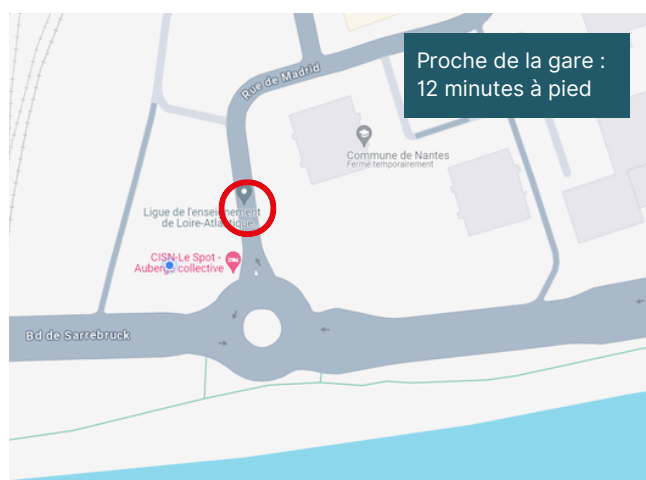 Proche de la gare :
12 minutes à pied
Rue de Madrid
Commune de Nantes
Fermé temporairement
Ligue de l'enseignement
de Loire-Atlantique
CISN-Le Spot -
Auberge collective
Bd de Sarrebruck